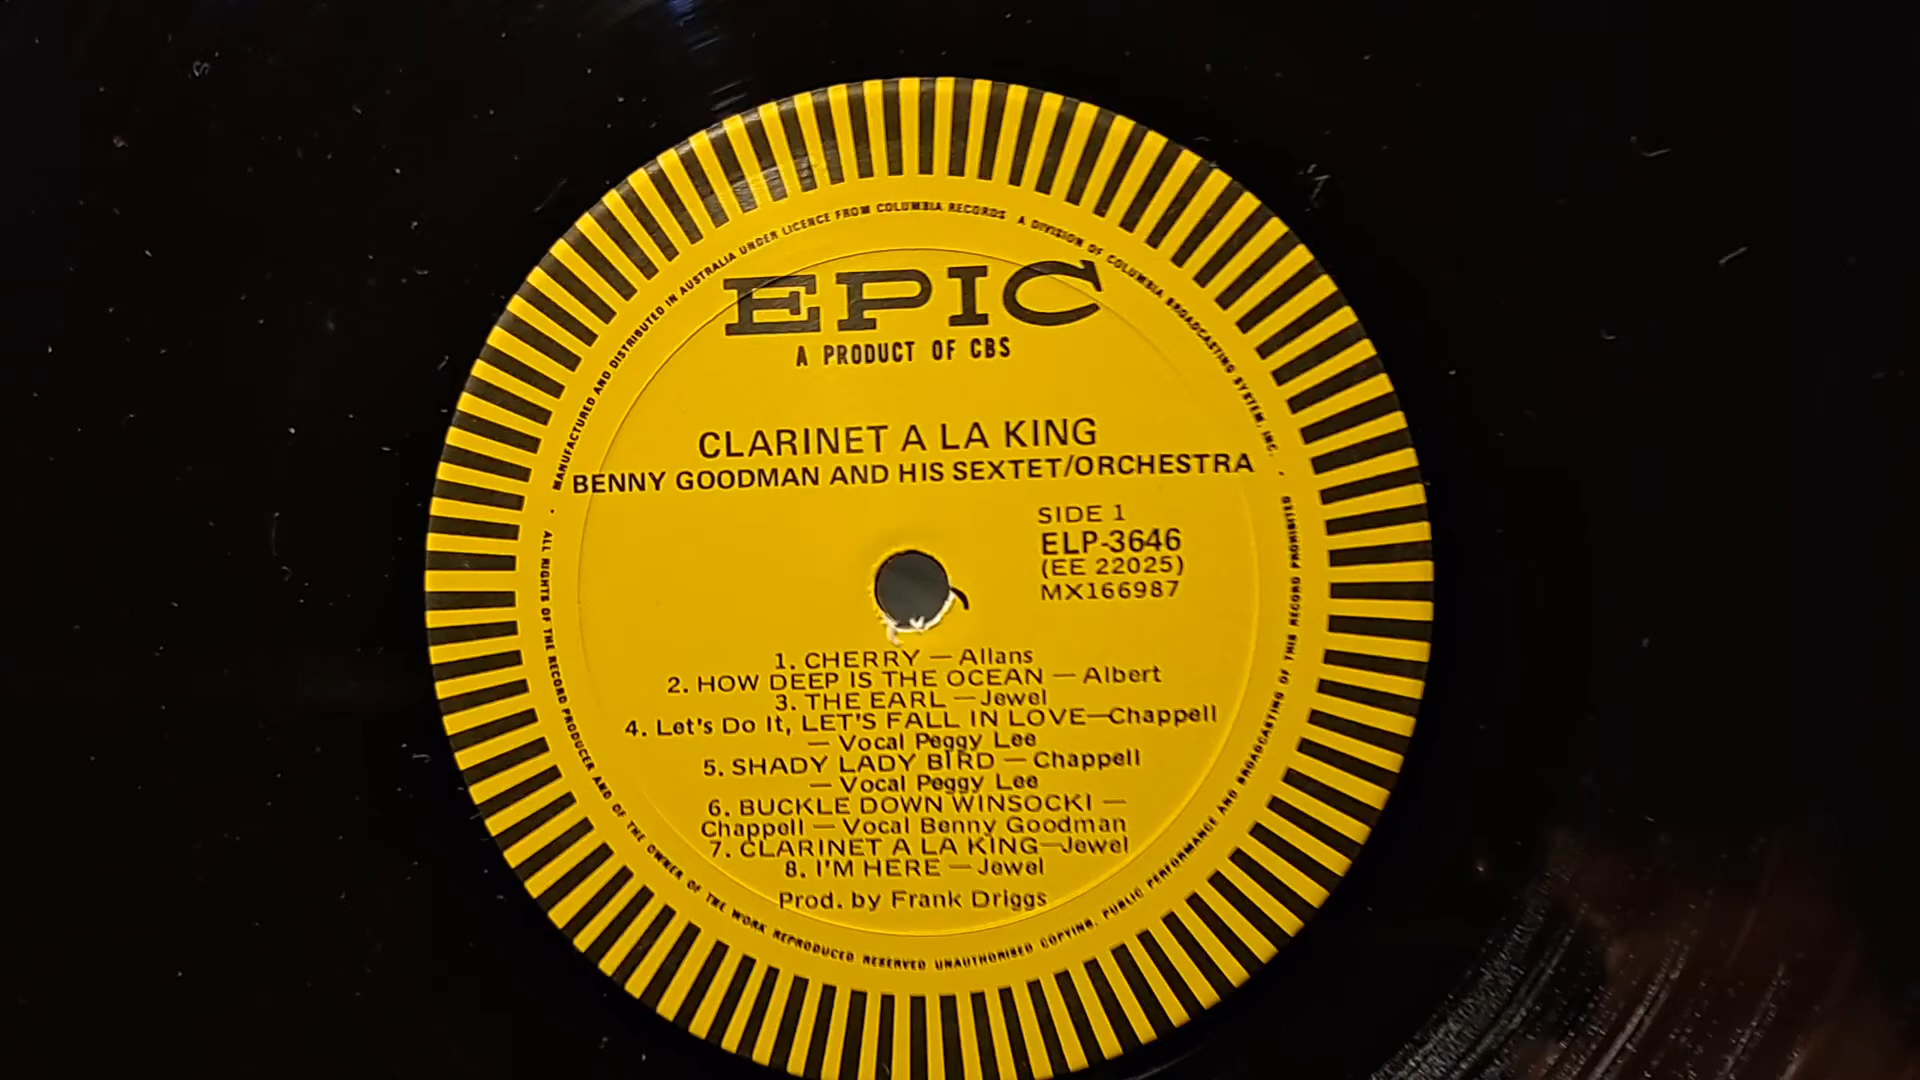 MANUFACTURED AND DISTRIBUTED IN AUSTRALIA UNDER LICENCE FROM COLUMBIA RECORDS A DIVISION OF COLUMBIA BROADCASTING SYSTEM, INC.
EPIC
A PRODUCT OF CBS
CLARINET A LA KING
BENNY GOODMAN AND HIS SEXTET/ORCHESTRA
SIDE 1
ELP-3646
(EE 22025)
MX166987
1. CHERRY — Allans
2. HOW DEEP IS THE OCEAN — Albert
3. THE EARL — Jewel
4. Let's Do It, LET'S FALL IN LOVE—Chappell
— Vocal Peggy Lee
5. SHADY LADY BIRD — Chappell
— Vocal Peggy Lee
6. BUCKLE DOWN WINSOCKI —
Chappell — Vocal Benny Goodman
7. CLARINET A LA KING—Jewel
8. I'M HERE — Jewel
Prod. by Frank Driggs
ALL RIGHTS OF THE RECORD PRODUCER AND OF THE OWNER OF THE WORK REPRODUCED RESERVED UNAUTHORISED COPYING, PUBLIC PERFORMANCE AND BROADCASTING OF THIS RECORD PROHIBITED